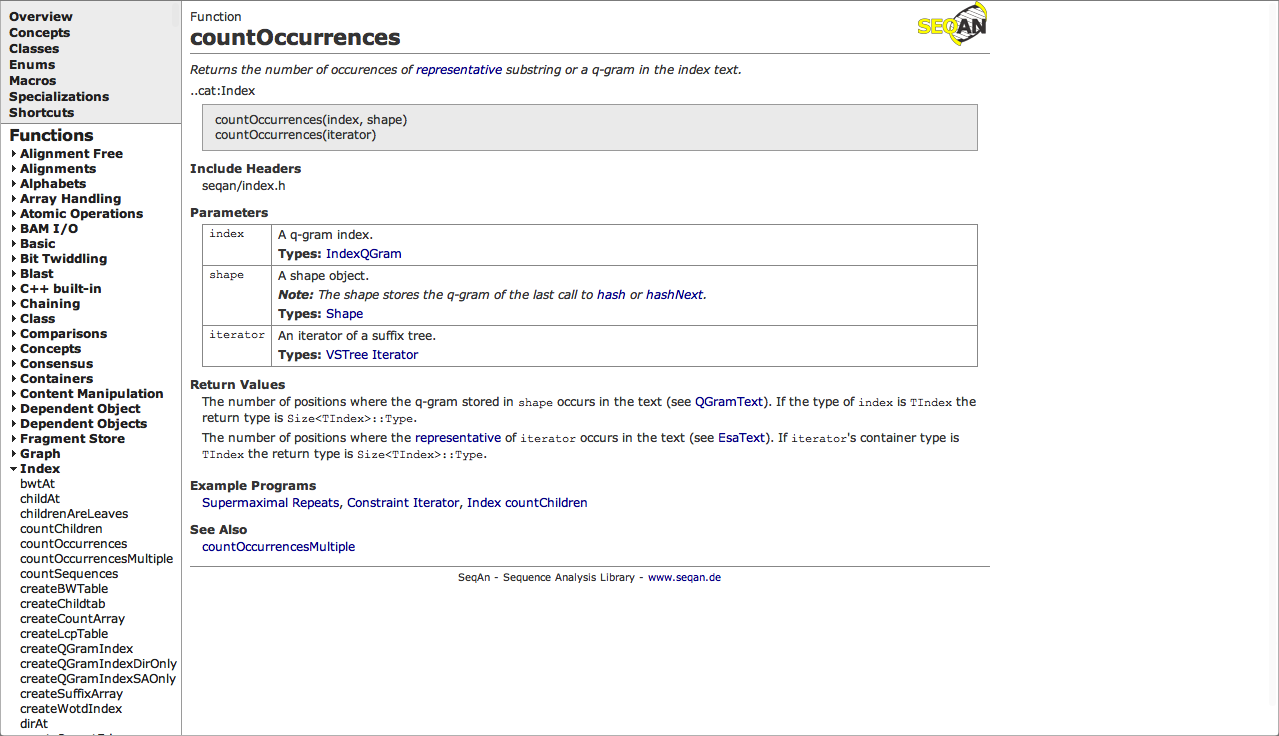 Overview
Concepts
Classes
Enums
Macros
Specializations
Shortcuts
Functions
Alignment Free
Alignments
Alphabets
Array Handling
Atomic Operations
BAM I/O
Basic
Bit Twiddling
Blast
C++ built-in
Chaining
Class
Comparisons
Concepts
Consensus
Containers
Content Manipulation
Dependent Object
Dependent Objects
Fragment Store
Graph
Index
bwtAt
childAt
childrenAreLeaves
countChildren
countOccurrences
countOccurrencesMultiple
countSequences
createBWTable
createChildtab
createCountArray
createLcpTable
createQGramIndex
createQGramIndexDirOnly
createQGramIndexSAOnly
createSuffixArray
createWotdIndex
dirAt
Function
countOccurrences
SEQAN
Returns the number of occurences of representative substring or a q-gram in the index text.
..cat:Index
countOccurrences(index, shape)
countOccurrences(iterator)
Include Headers
seqan/index.h
Parameters
index A q-gram index.
Types: IndexQGram
shape A shape object.
Note: The shape stores the q-gram of the last call to hash or hashNext.
Types: Shape
iterator An iterator of a suffix tree.
Types: VSTree Iterator
Return Values
The number of positions where the q-gram stored in shape occurs in the text (see QGramText). If the type of index is TIndex the
return type is Size<TIndex>::Type.
The number of positions where the representative of iterator occurs in the text (see EsaText). If iterator's container type is
TIndex the return type is Size<TIndex>::Type.
Example Programs
Supermaximal Repeats, Constraint Iterator, Index countChildren
See Also
countOccurrencesMultiple
SeqAn - Sequence Analysis Library - www.seqan.de